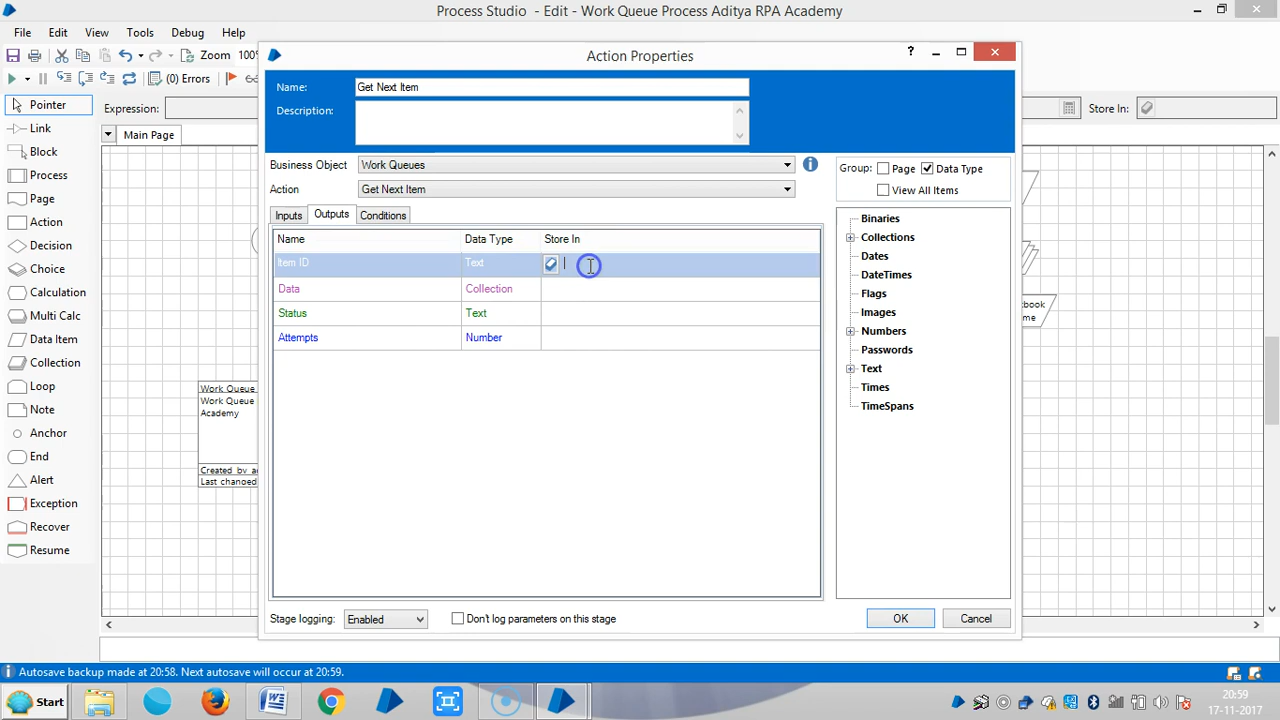 Process Studio - Edit - Work Queue Process Aditya RPA Academy
File Edit View Tools Debug Help
Zoom 100%
(0) Errors
Expression:
Store In:
Main Page
Pointer
Link
Block
Process
Page
Action
Decision
Calculation
Multi Calc
Data Item
Collection
Loop
Note
Anchor
End
Alert
Exception
Recover
Resume
Work Queue
Work Queue
Academy
Created by
Last changed
Action Properties
?
Name: Get Next Item
Description:
Business Object Work Queues
Action Get Next Item
Inputs Outputs Conditions
Name Data Type Store In
Item ID Text
Data Collection
Status Text
Attempts Number
Group: Page Data Type
View All Items
Binaries
Collections
Dates
DateTimes
Flags
Images
Numbers
Passwords
Text
Times
TimeSpans
Stage logging: Enabled Don't log parameters on this stage
OK Cancel
Autosave backup made at 20:58. Next autosave will occur at 20:59.
Start
20:59
17-11-2017